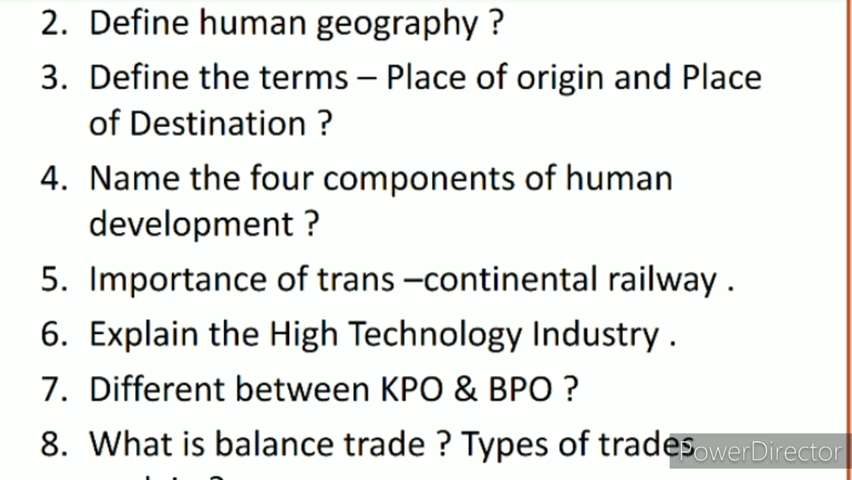 2. Define human geography ?
3. Define the terms – Place of origin and Place
of Destination ?
4. Name the four components of human
development ?
5. Importance of trans –continental railway .
6. Explain the High Technology Industry .
7. Different between KPO & BPO ?
8. What is balance trade ? Types of trades
PowerDirector